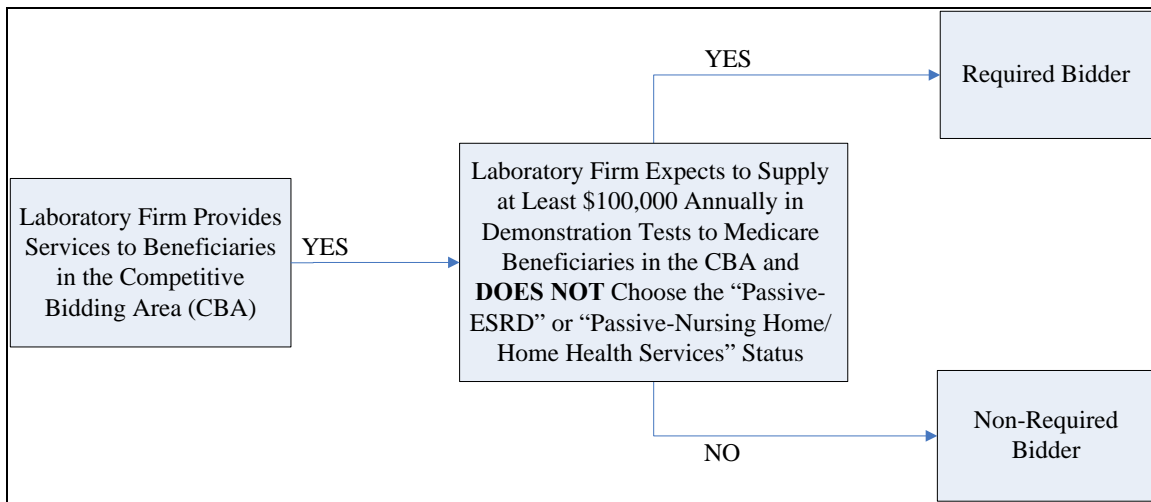 Laboratory Firm Provides
Services to Beneficiaries
in the Competitive
Bidding Area (CBA)
YES
Laboratory Firm Expects to Supply
at Least $100,000 Annually in
Demonstration Tests to Medicare
Beneficiaries in the CBA and
DOES NOT Choose the “Passive-
ESRD” or “Passive-Nursing Home/
Home Health Services” Status
YES
Required Bidder
NO
Non-Required
Bidder